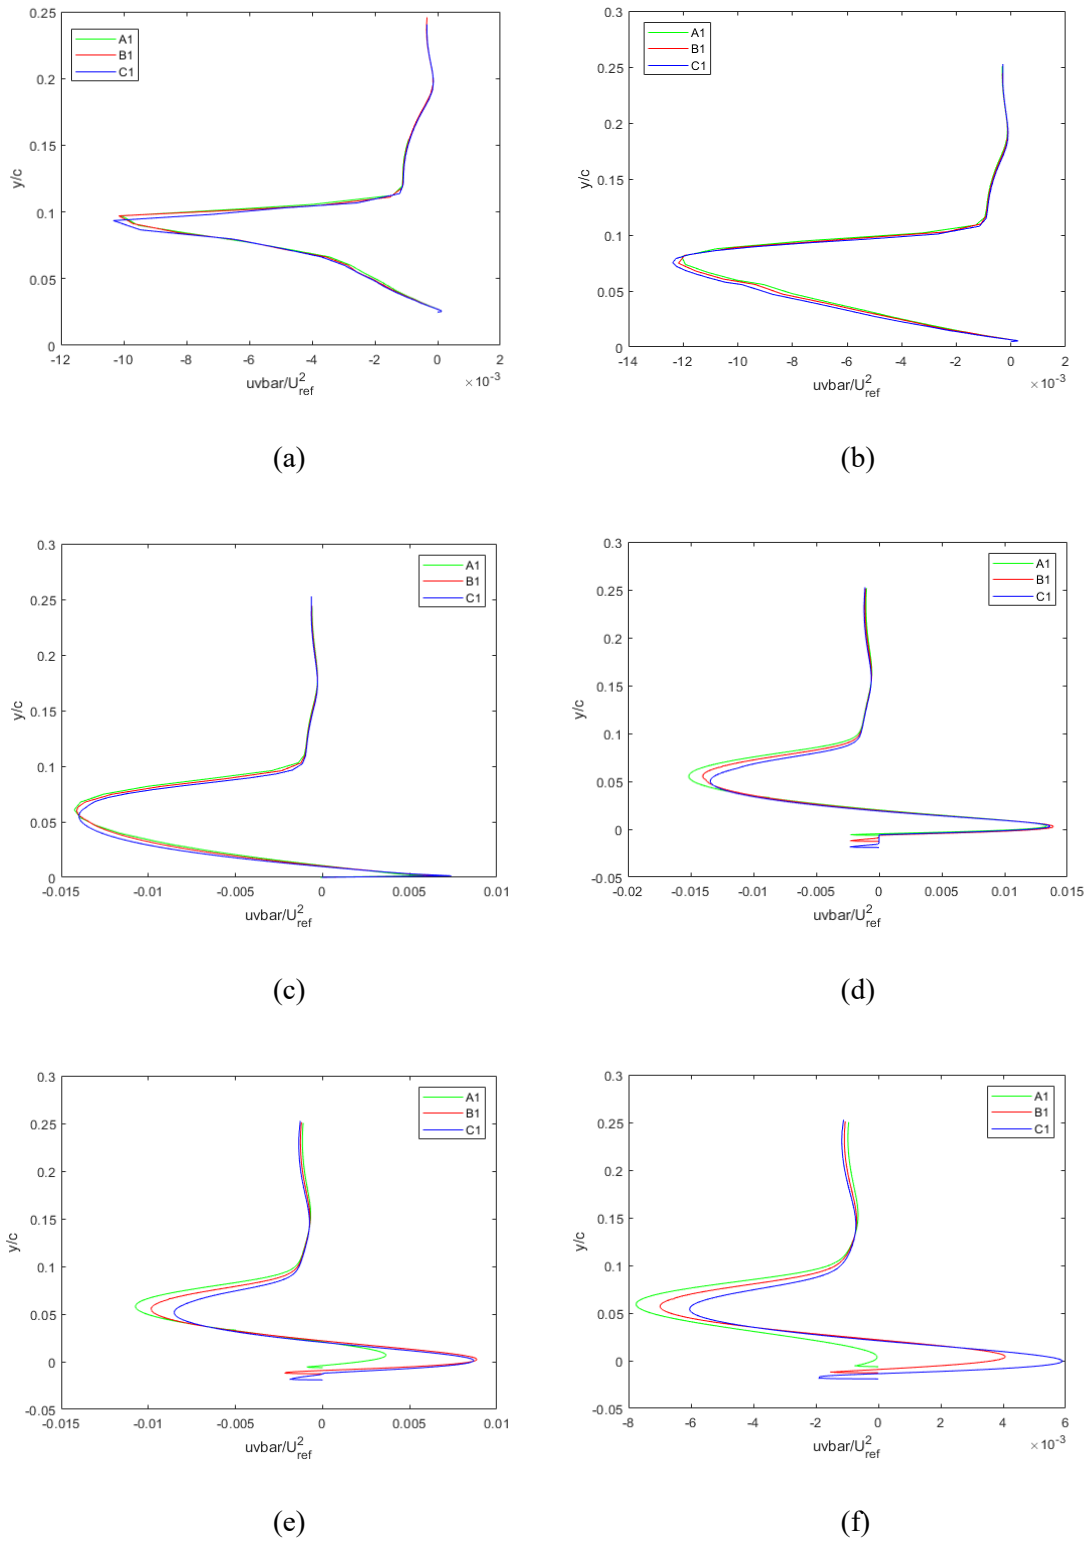 0.25
0.2
0.15
0.1
0.05
0
y/c
A1
B1
C1
-12 -10 -8 -6 -4 -2 0 2
uvbar/U²ref
×10⁻³
(a)
0.3
0.25
0.2
0.15
0.1
0.05
0
y/c
A1
B1
C1
-14 -12 -10 -8 -6 -4 -2 0 2
uvbar/U²ref
×10⁻³
(b)
0.3
0.25
0.2
0.15
0.1
0.05
0
y/c
A1
B1
C1
-0.015 -0.01 -0.005 0 0.005 0.01
uvbar/U²ref
(c)
0.3
0.25
0.2
0.15
0.1
0.05
0
-0.05
y/c
A1
B1
C1
-0.02 -0.015 -0.01 -0.005 0 0.005 0.01 0.015
uvbar/U²ref
(d)
0.3
0.25
0.2
0.15
0.1
0.05
0
-0.05
y/c
A1
B1
C1
-0.015 -0.01 -0.005 0 0.005 0.01
uvbar/U²ref
(e)
0.3
0.25
0.2
0.15
0.1
0.05
0
-0.05
y/c
A1
B1
C1
-8 -6 -4 -2 0 2 4 6
uvbar/U²ref
×10⁻³
(f)